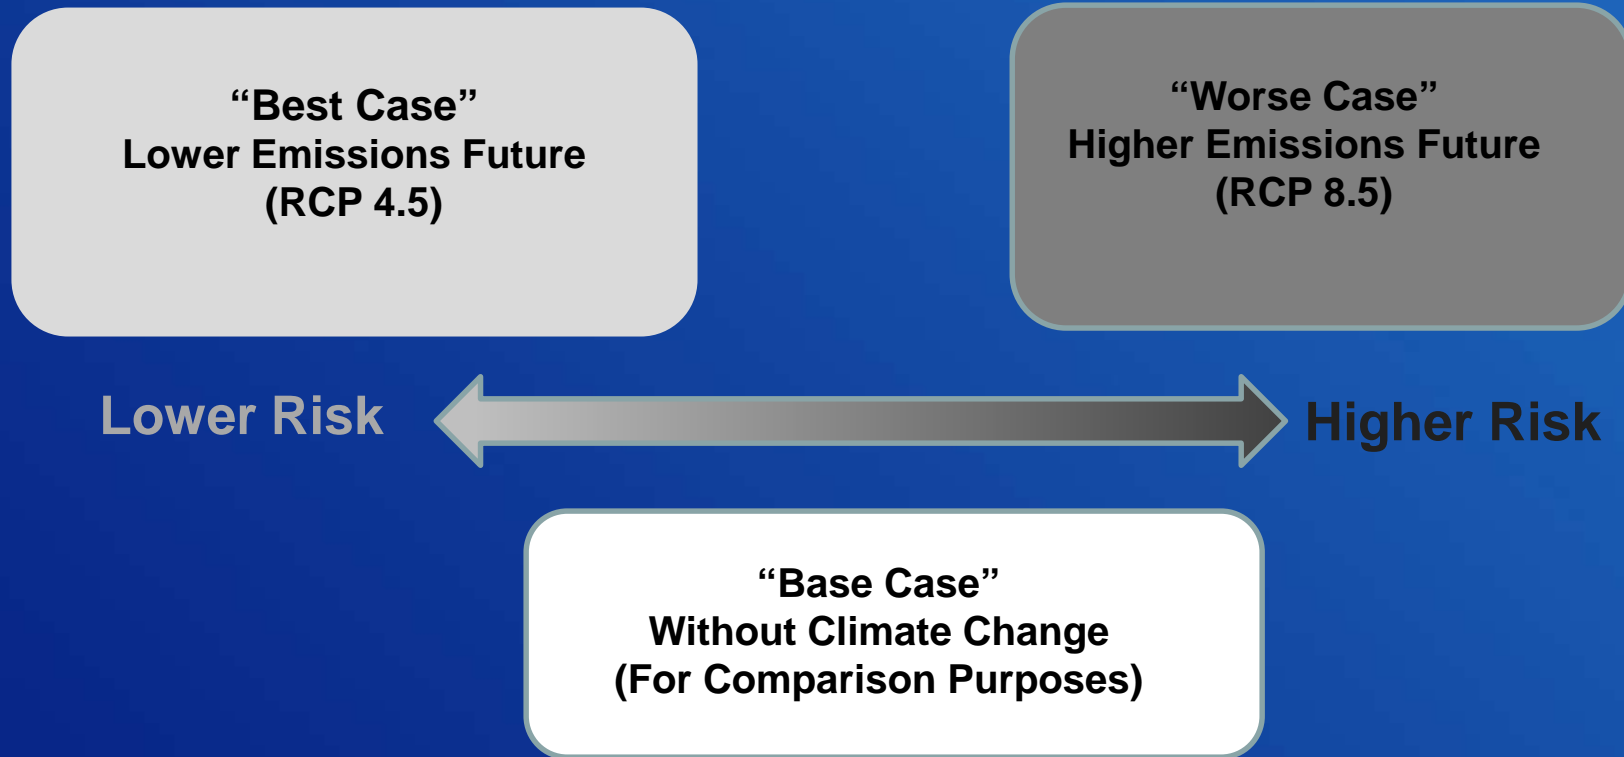 “Best Case”
Lower Emissions Future
(RCP 4.5)
“Worse Case”
Higher Emissions Future
(RCP 8.5)
Lower Risk
Higher Risk
“Base Case”
Without Climate Change
(For Comparison Purposes)